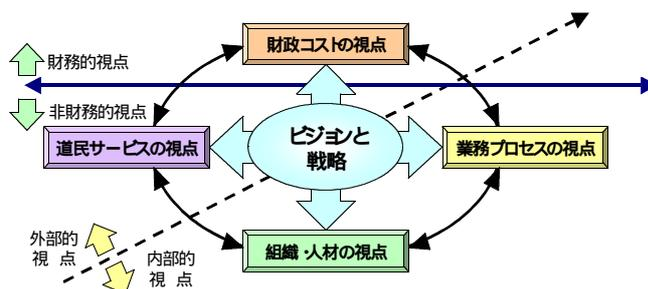 財政コストの視点
財務的視点
非財務的視点
道民サービスの視点
ビジョンと
戦略
業務プロセスの視点
外部的
視 点
内部的
視 点
組織・人材の視点